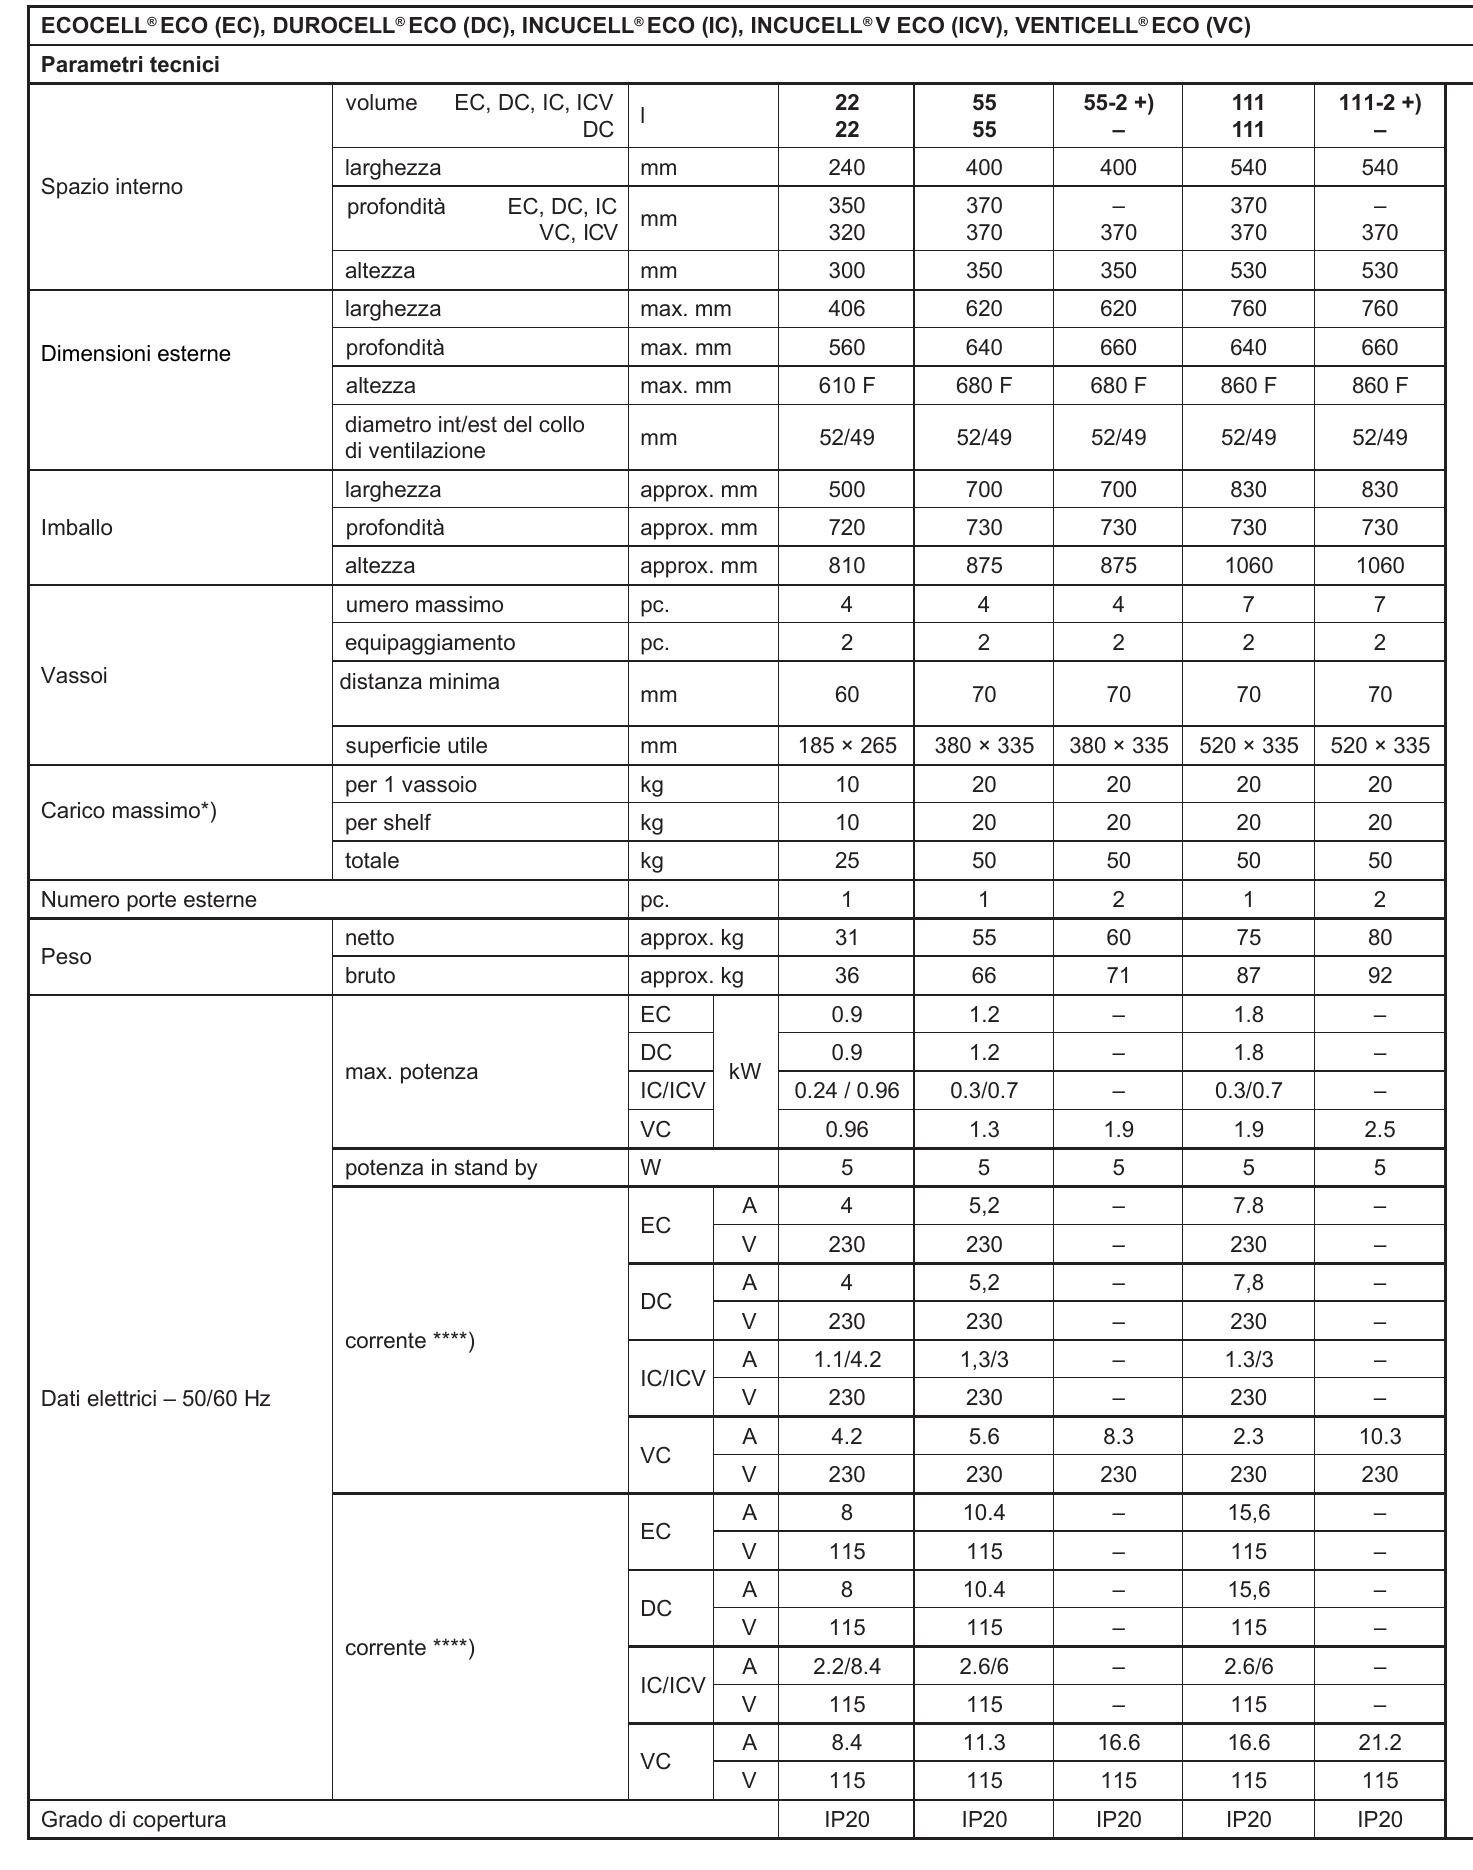 ECOCELL® ECO (EC), DUROCELL® ECO (DC), INCUCELL® ECO (IC), INCUCELL® V ECO (ICV), VENTICELL® ECO (VC)
Parametri tecnici
Spazio interno volume EC, DC, IC, ICV l 22 55 55-2 +) 111 111-2 +)
DC 22 55 – 111 –
larghezza mm 240 400 400 540 540
profondità EC, DC, IC mm 350 370 – 370 –
VC, ICV 320 370 370 370 370
altezza mm 300 350 350 530 530
Dimensioni esterne larghezza max. mm 406 620 620 760 760
profondità max. mm 560 640 660 640 660
altezza max. mm 610 F 680 F 680 F 860 F 860 F
diametro int/est del collo
di ventilazione mm 52/49 52/49 52/49 52/49 52/49
Imballo larghezza approx. mm 500 700 700 830 830
profondità approx. mm 720 730 730 730 730
altezza approx. mm 810 875 875 1060 1060
Vassoi umero massimo pc. 4 4 4 7 7
equipaggiamento pc. 2 2 2 2 2
distanza minima mm 60 70 70 70 70
superficie utile mm 185 × 265 380 × 335 380 × 335 520 × 335 520 × 335
Carico massimo*) per 1 vassoio kg 10 20 20 20 20
per shelf kg 10 20 20 20 20
totale kg 25 50 50 50 50
Numero porte esterne pc. 1 1 2 1 2
Peso netto approx. kg 31 55 60 75 80
bruto approx. kg 36 66 71 87 92
Dati elettrici – 50/60 Hz max. potenza EC kW 0.9 1.2 – 1.8 –
DC 0.9 1.2 – 1.8 –
IC/ICV 0.24 / 0.96 0.3/0.7 – 0.3/0.7 –
VC 0.96 1.3 1.9 1.9 2.5
potenza in stand by W 5 5 5 5 5
corrente ****) EC A 4 5,2 – 7.8 –
V 230 230 – 230 –
DC A 4 5,2 – 7,8 –
V 230 230 – 230 –
IC/ICV A 1.1/4.2 1,3/3 – 1.3/3 –
V 230 230 – 230 –
VC A 4.2 5.6 8.3 2.3 10.3
V 230 230 230 230 230
corrente ****) EC A 8 10.4 – 15,6 –
V 115 115 – 115 –
DC A 8 10.4 – 15,6 –
V 115 115 – 115 –
IC/ICV A 2.2/8.4 2.6/6 – 2.6/6 –
V 115 115 – 115 –
VC A 8.4 11.3 16.6 16.6 21.2
V 115 115 115 115 115
Grado di copertura IP20 IP20 IP20 IP20 IP20